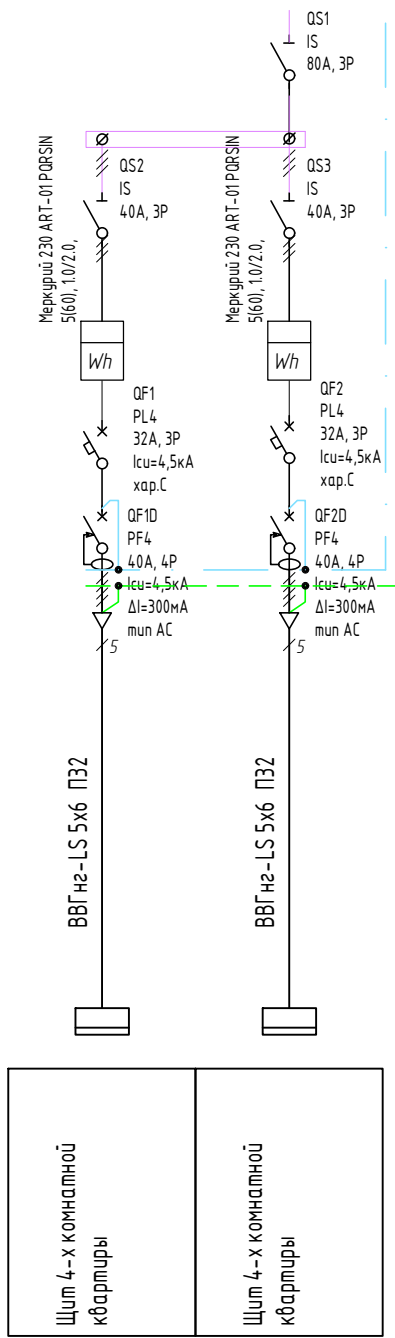 QS1
IS
80А, 3Р
QS2
IS
40А, 3Р
QS3
IS
40А, 3Р
Меркурий 230 ART-01 PQRSIN
5(60), 1.0/2.0,
Меркурий 230 ART-01 PQRSIN
5(60), 1.0/2.0,
Wh
Wh
QF1
PL4
32А, 3Р
Icu=4,5кА
хар.С
QF2
PL4
32А, 3Р
Icu=4,5кА
хар.С
QF1D
PF4
40А, 4Р
Icu=4,5кА
ΔI=300мА
тип АС
QF2D
PF4
40А, 4Р
Icu=4,5кА
ΔI=300мА
тип АС
5
5
ВВГнг-LS 5х6 ПЗ2
ВВГнг-LS 5х6 ПЗ2
Щит 4-х комнатной
квартиры
Щит 4-х комнатной
квартиры